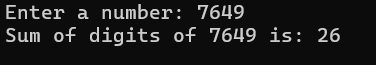 Enter a number: 7649
Sum of digits of 7649 is: 26